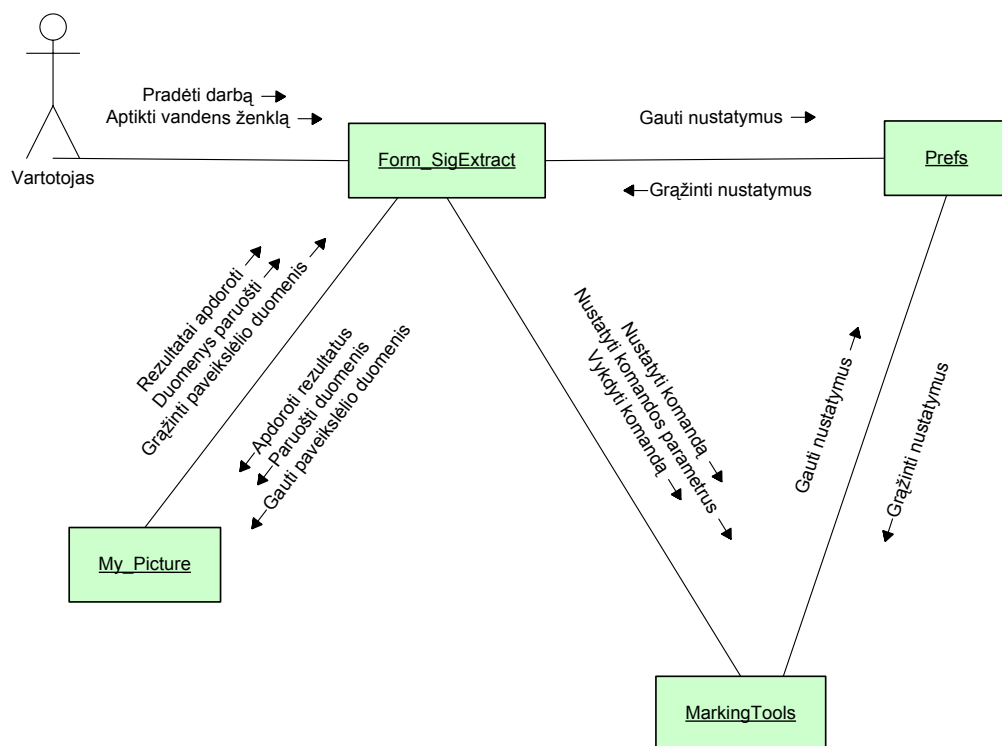 Pradėti darbą
Aptikti vandens ženklą
Vartotojas
Form_SigExtract
Gauti nustatymus
Grąžinti nustatymus
Prefs
Rezultatai apdoroti
Duomenys paruošti
Grąžinti paveikslėlio duomenis
Apdoroti rezultatus
Paruošti duomenis
Gauti paveikslėlio duomenis
Nustatyti komandą
Nustatyti komandos parametrus
Vykdyti komandą
Gauti nustatymus
Grąžinti nustatymus
My_Picture
MarkingTools